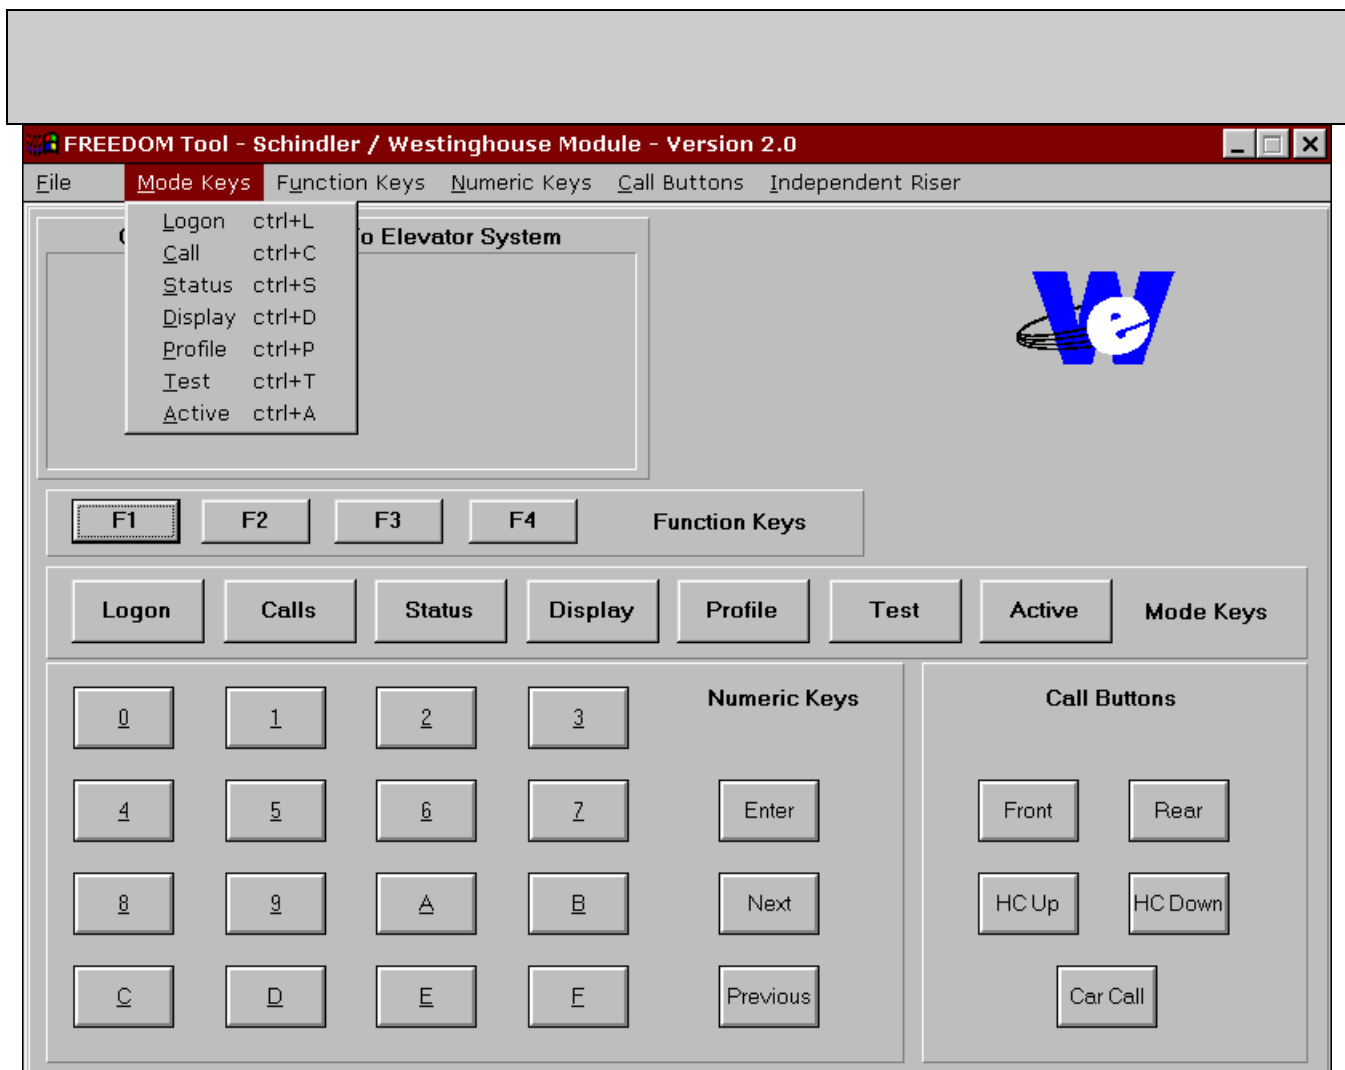 FREEDOM Tool - Schindler / Westinghouse Module - Version 2.0
File Mode Keys Function Keys Numeric Keys Call Buttons Independent Riser
Logon ctrl+L
Call ctrl+C
Status ctrl+S
Display ctrl+D
Profile ctrl+P
Test ctrl+T
Active ctrl+A
Elevator System
We
F1 F2 F3 F4 Function Keys
Logon Calls Status Display Profile Test Active Mode Keys
Numeric Keys
0 1 2 3
4 5 6 7 Enter
8 9 A B Next
C D E F Previous
Call Buttons
Front Rear
HC Up HC Down
Car Call